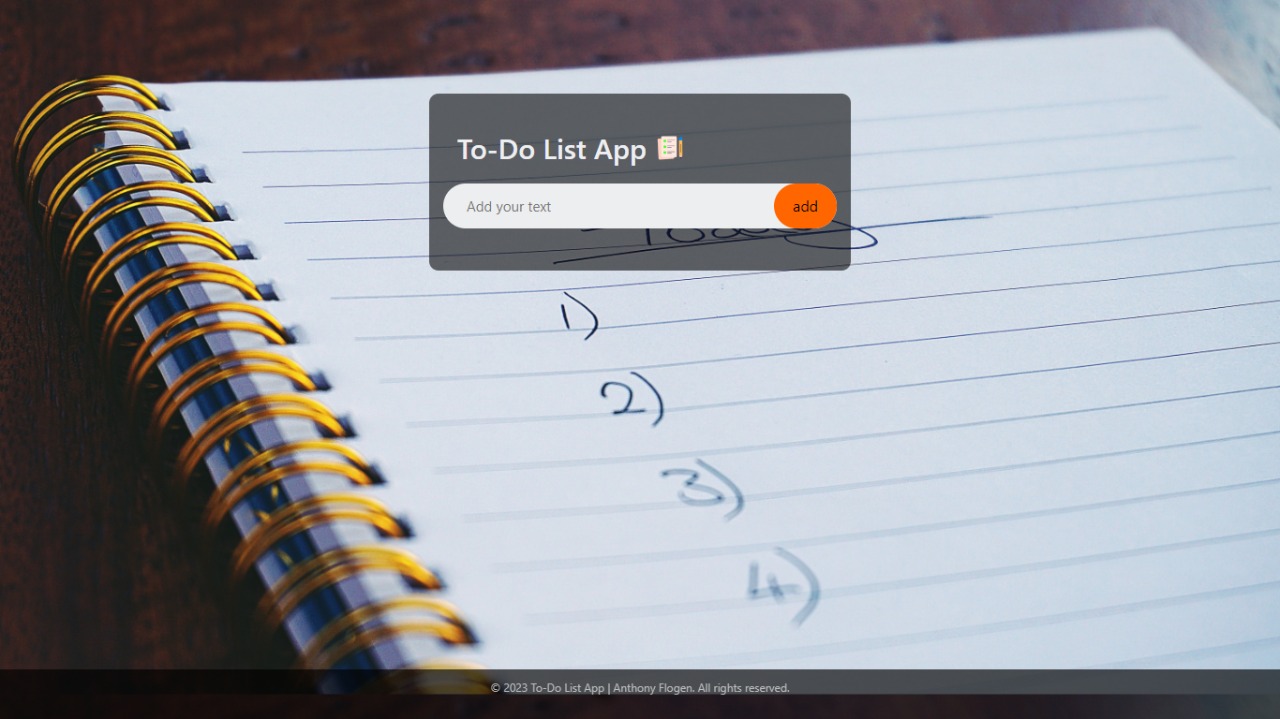 To-Do List App
Add your text
add
1)
2)
3)
4)
© 2023 To-Do List App | Anthony Flogen. All rights reserved.